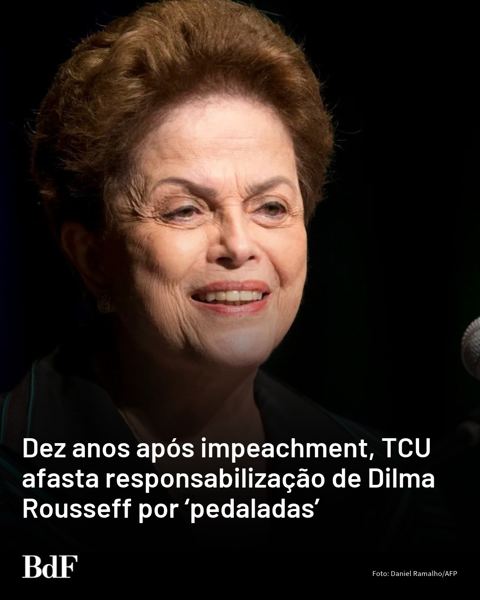 Dez anos após impeachment, TCU
afasta responsabilização de Dilma
Rousseff por ‘pedaladas’
BdF
Foto: Daniel Ramalho/AFP